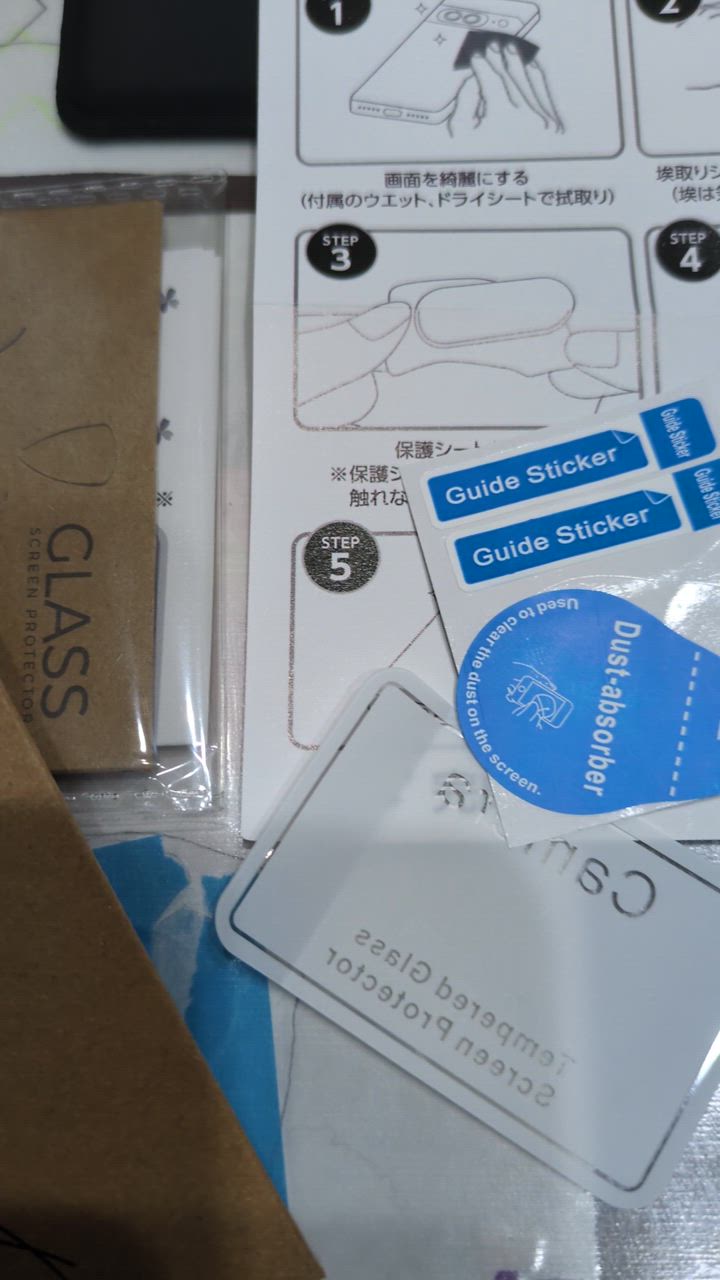 1
2
画面を綺麗にする
(付属のウエット、ドライシートで拭取り)
埃取りシ
(埃は
STEP
3
STEP
4
保護シート
※保護シ
触れな
STEP
5
※
GLASS
SCREEN PROTECTOR
Guide Sticker
Guide Sticker
Guide Sticker
Guide Sticker
Dust-absorber
Used to clear the dust on the screen.
Camera
Tempered Glass
Screen Protector